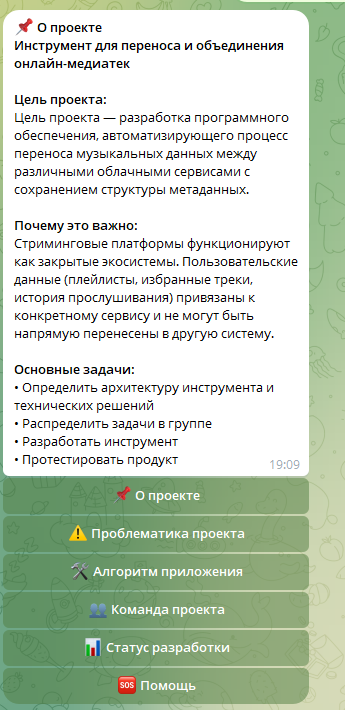 📌 О проекте
Инструмент для переноса и объединения
онлайн-медиатек
Цель проекта:
Цель проекта — разработка программного
обеспечения, автоматизирующего процесс
переноса музыкальных данных между
различными облачными сервисами с
сохранением структуры метаданных.
Почему это важно:
Стриминговые платформы функционируют
как закрытые экосистемы. Пользовательские
данные (плейлисты, избранные треки,
история прослушивания) привязаны к
конкретному сервису и не могут быть
напрямую перенесены в другую систему.
Основные задачи:
• Определить архитектуру инструмента и
технических решений
• Распределить задачи в группе
• Разработать инструмент
• Протестировать продукт
19:09
📌 О проекте
⚠️ Проблематика проекта
🛠 Алгоритм приложения
👥 Команда проекта
📊 Статус разработки
🆘 Помощь